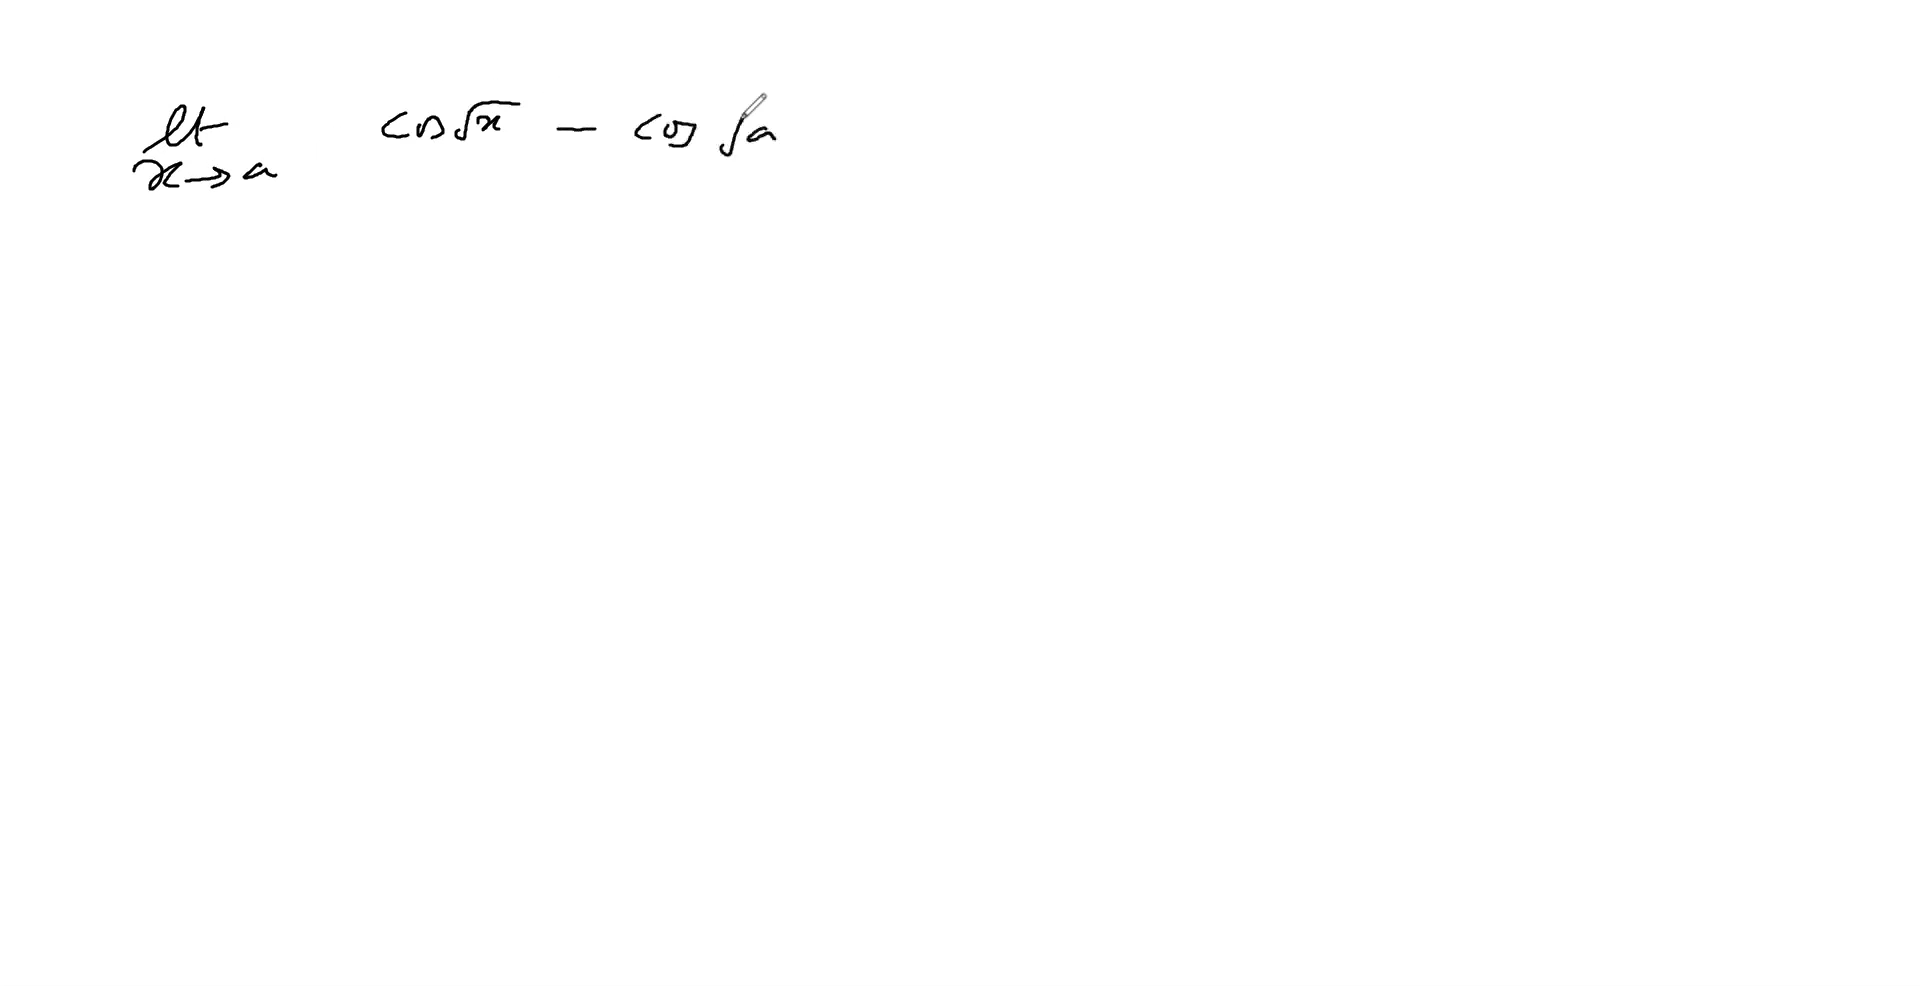 lt cos√x − cos √a
x→a